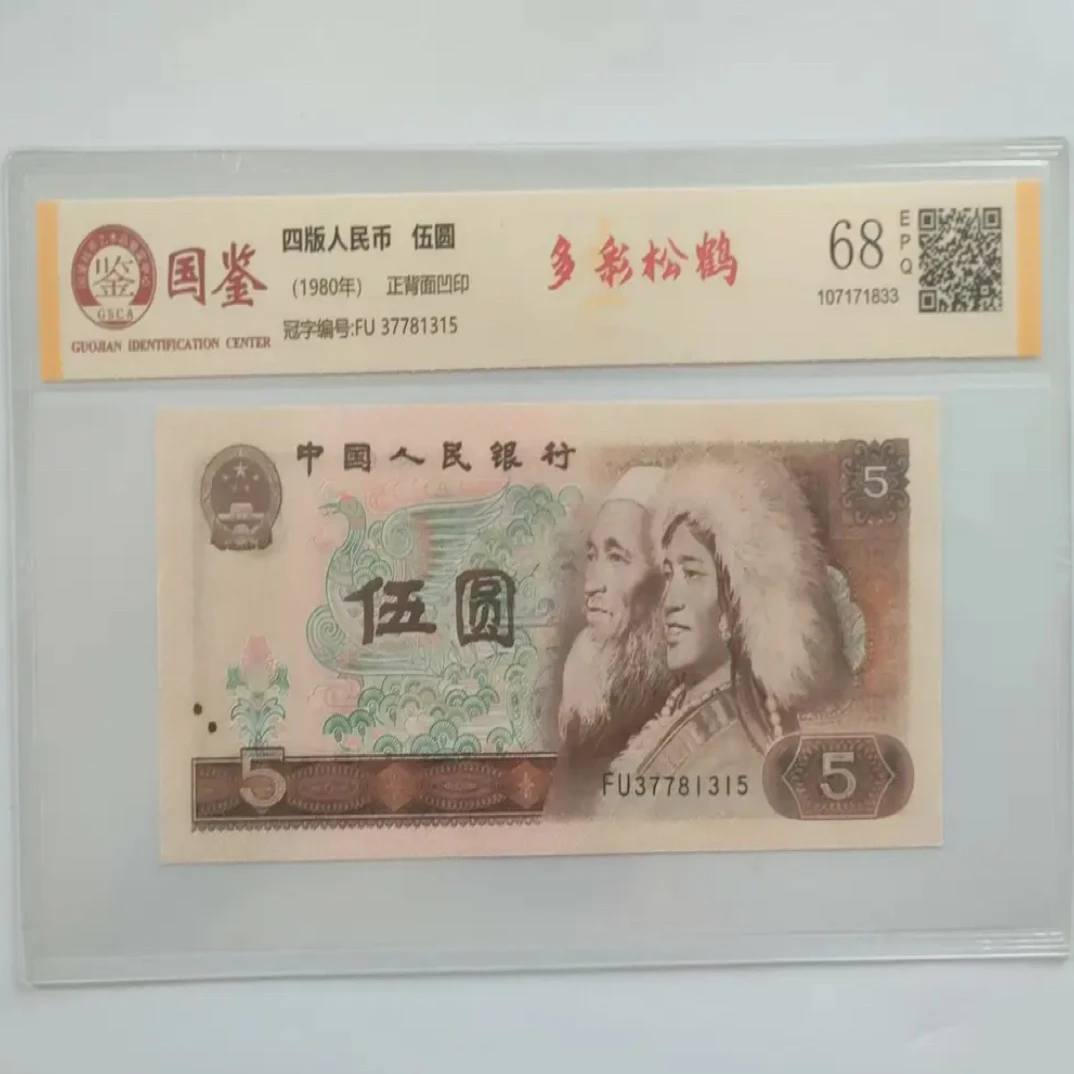 鉴
GSCA
国鉴
GUOJIAN IDENTIFICATION CENTER
四版人民币 伍圆
(1980年) 正背面凹印
冠字编号:FU 37781315
多彩松鹤
68 EPQ
107171833
中国人民银行
5
伍圆
5
FU37781315
5